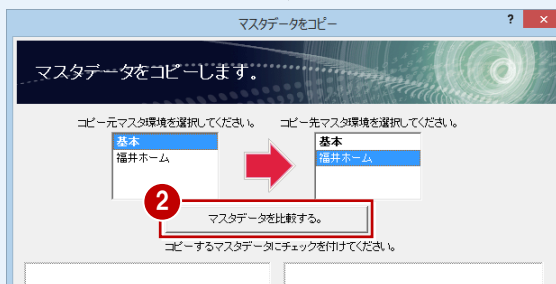 マスタデータをコピー
? ×
マスタデータをコピーします。
コピー元マスタ環境を選択してください。 コピー先マスタ環境を選択してください。
基本 基本
福井ホーム 福井ホーム
2
マスタデータを比較する。
コピーするマスタデータにチェックを付けてください。